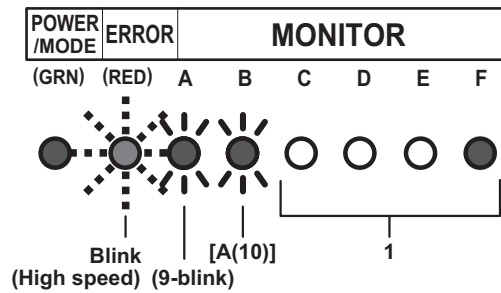 POWER /MODE ERROR MONITOR
(GRN) (RED) A B C D E F
Blink (High speed)
(9-blink)
[A(10)]
1